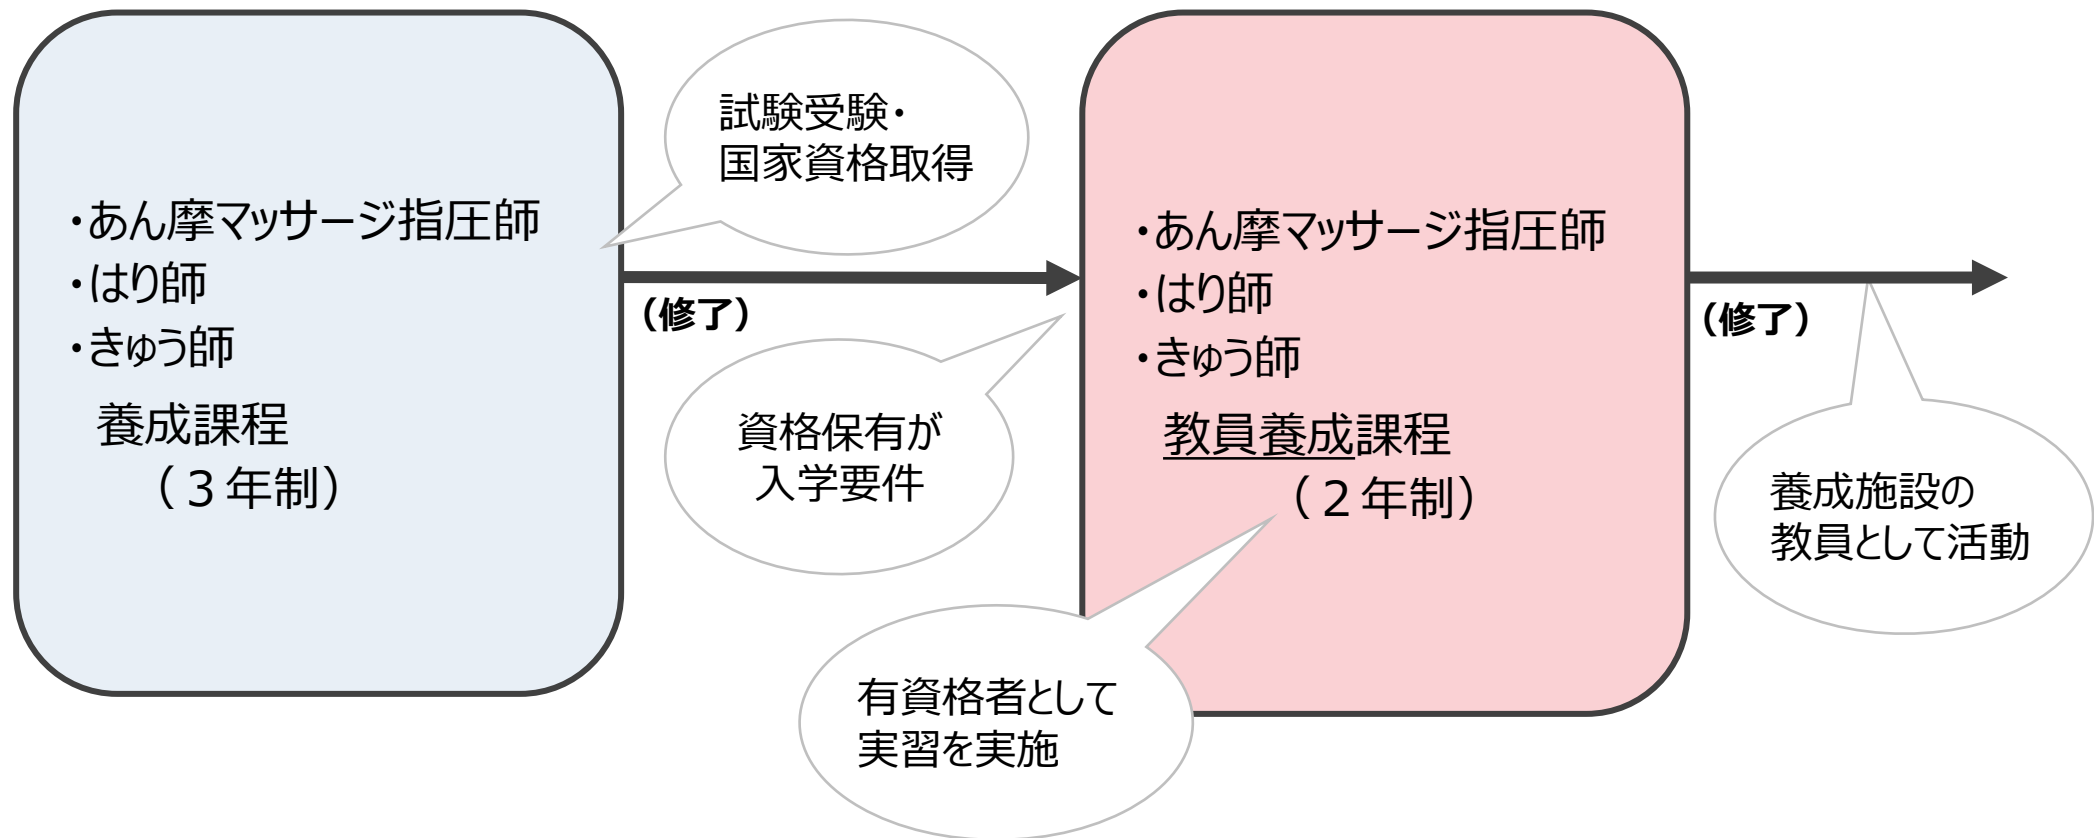 ・あん摩マッサージ指圧師
・はり師
・きゅう師
養成課程
（３年制）
試験受験・
国家資格取得
（修了）
資格保有が
入学要件
・あん摩マッサージ指圧師
・はり師
・きゅう師
教員養成課程
（２年制）
有資格者として
実習を実施
（修了）
養成施設の
教員として活動